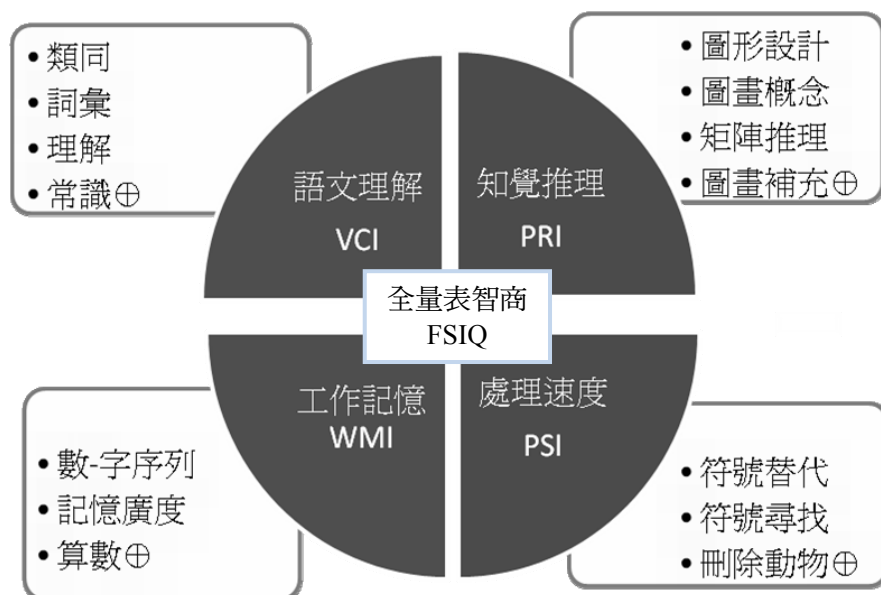 • 類同
• 詞彙
• 理解
• 常識⊕
• 圖形設計
• 圖畫概念
• 矩陣推理
• 圖畫補充⊕
語文理解
VCI
知覺推理
PRI
全量表智商
FSIQ
工作記憶
WMI
處理速度
PSI
• 數-字序列
• 記憶廣度
• 算數⊕
• 符號替代
• 符號尋找
• 刪除動物⊕